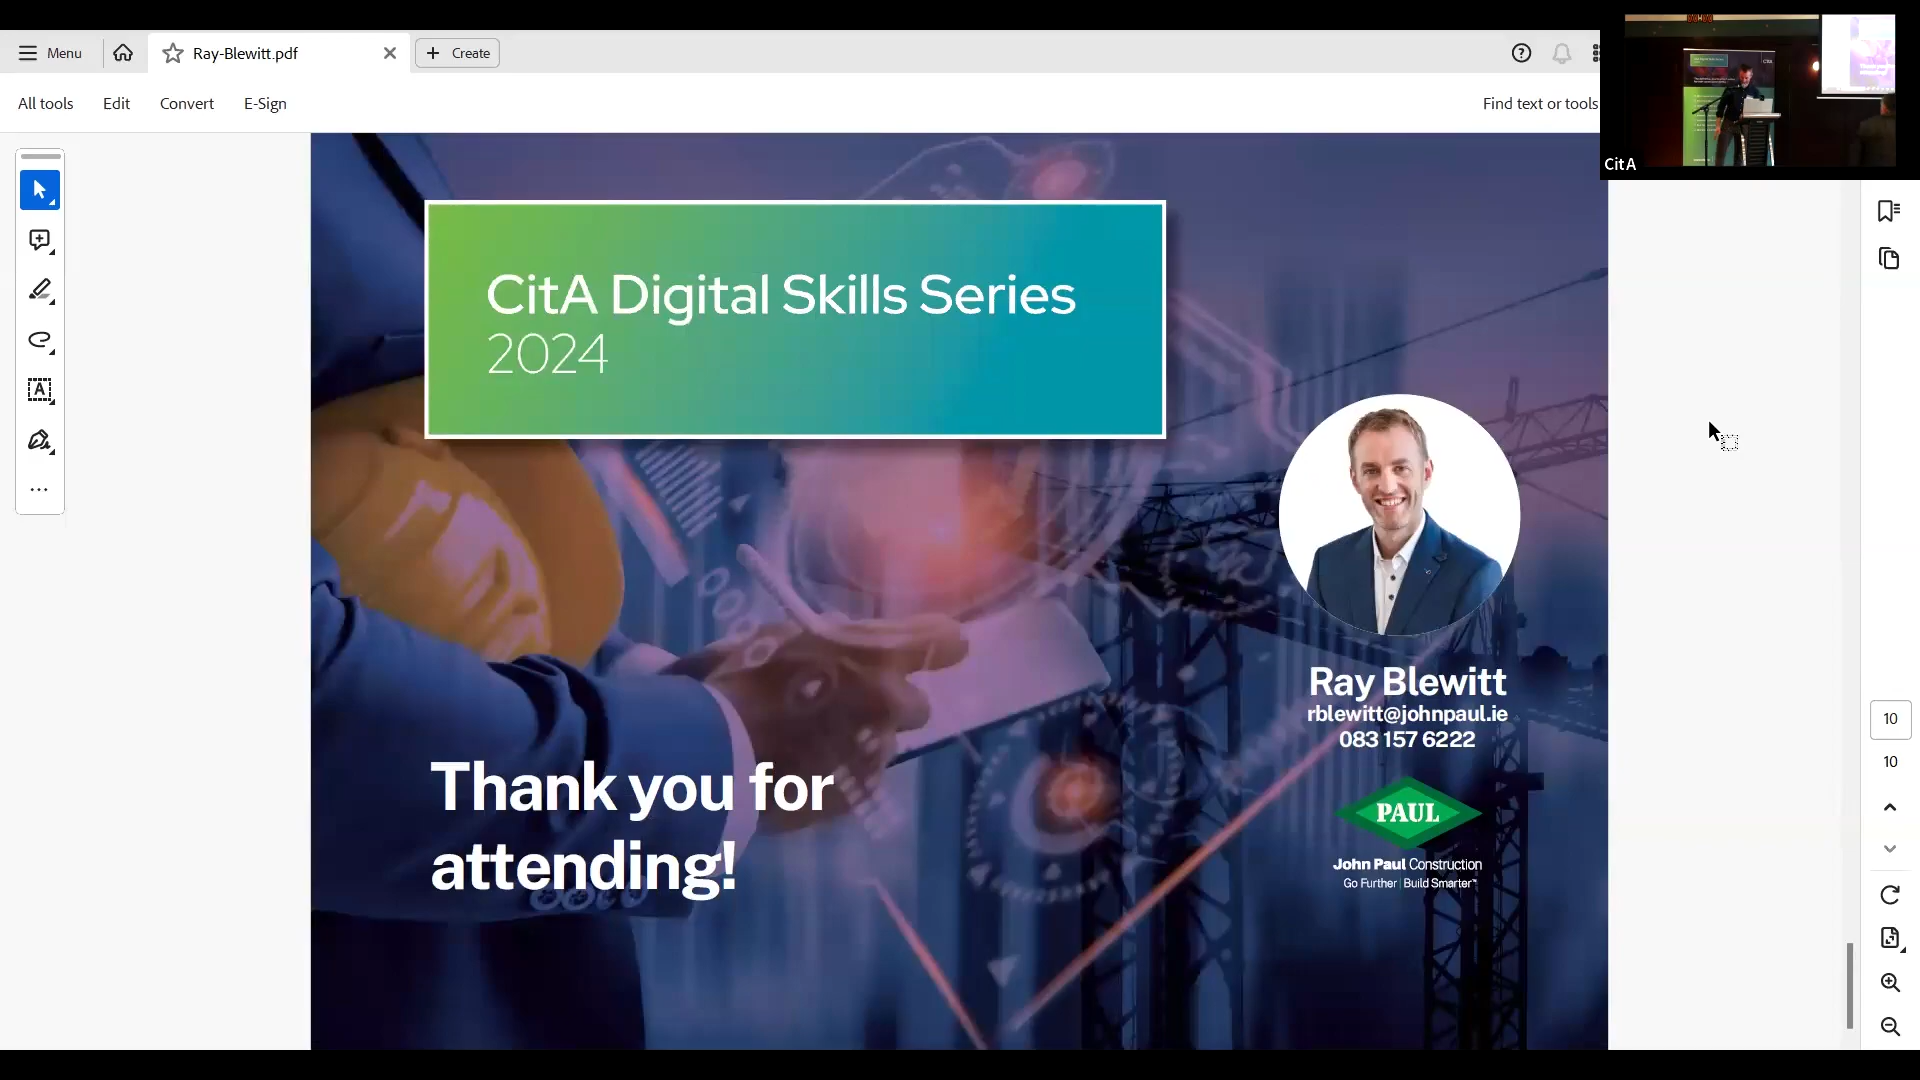 Menu
Ray-Blewitt.pdf
Create
All tools
Edit
Convert
E-Sign
Find text or tools
CitA
CitA Digital Skills Series
2024
Ray Blewitt
rblewitt@johnpaul.ie
083 157 6222
PAUL
John Paul Construction
Go Further | Build Smarter™
Thank you for
attending!
10
10